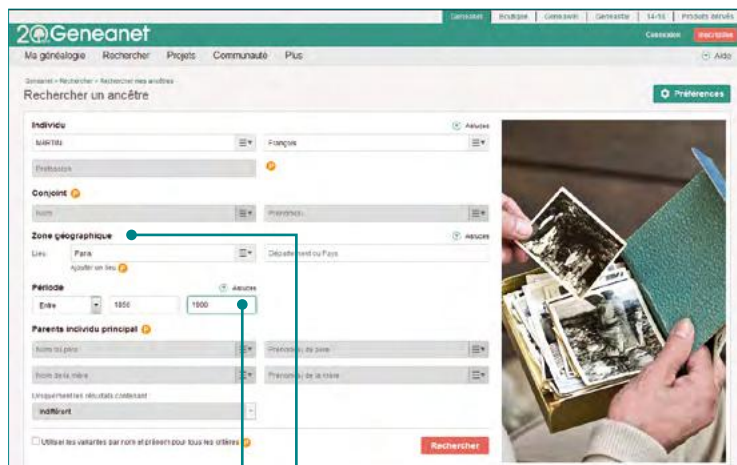 Geneanet Boutique Geneawiki Geneastar 14-18 Produits dérivés
20 Geneanet
Connexion Inscription
Ma généalogie Rechercher Projets Communauté Plus
Aide
Geneanet > Rechercher > Rechercher mes ancêtres
Rechercher un ancêtre
Préférences
Individu
Astuces
MARTIN François
Profession P
Conjoint P
Nom Prénom(s)
Zone géographique
Astuces
Lieu Paris Département ou Pays
Ajouter un lieu P
Période
Astuces
Entre 1850 1900
Parents individu principal P
Nom du père Prénom(s) du père
Nom de la mère Prénom(s) de la mère
Uniquement les résultats contenant
Indifférent
Utiliser les variantes par nom et prénom pour tous les critères P
Rechercher